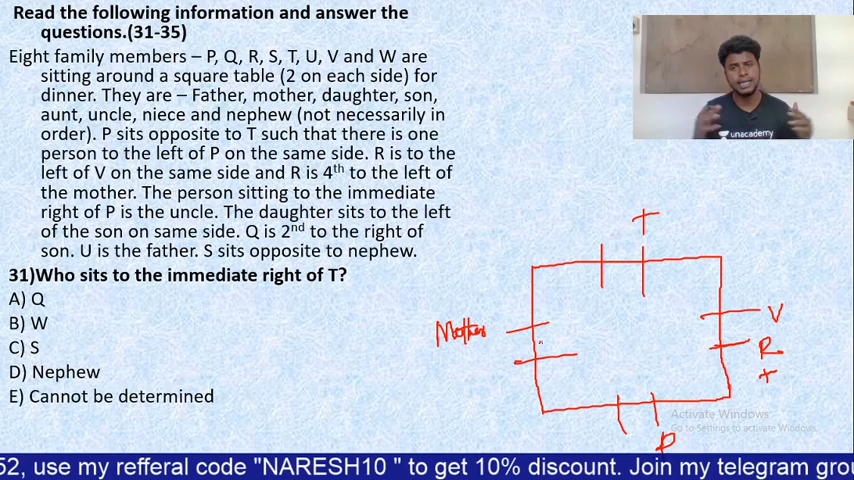 Read the following information and answer the
questions.(31-35)
Eight family members – P, Q, R, S, T, U, V and W are
sitting around a square table (2 on each side) for
dinner. They are – Father, mother, daughter, son,
aunt, uncle, niece and nephew (not necessarily in
order). P sits opposite to T such that there is one
person to the left of P on the same side. R is to the
left of V on the same side and R is 4th to the left of
the mother. The person sitting to the immediate
right of P is the uncle. The daughter sits to the left
of the son on same side. Q is 2nd to the right of
son. U is the father. S sits opposite to nephew.
31)Who sits to the immediate right of T?
A) Q
B) W
C) S
D) Nephew
E) Cannot be determined
unacademy
T
Mother
V
R
+
P
Activate Windows
Go to Settings to activate Windows.
52, use my refferal code "NARESH10 " to get 10% discount. Join my telegram grou